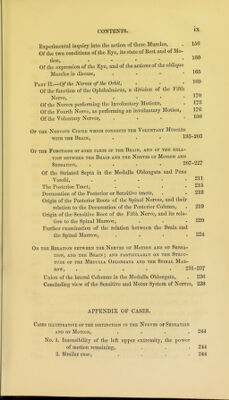 CONTENTS. ix
Experimental inquiry into the action of these Muscles, . 156
Of the two conditions of the Eye, its state of Rest and of Mo-
tion, . . . . . 160
Of the expression of the Eye, and of the actions of the oblique
Muscles in disease, . . . . 165
Part II.—Of the Nerves of the Orbit, . . . 169
Of the function of the Ophthalmicus, a division of the Fifth
Nerve, . . . . . 170
Of the Nerves performing the Involuntary Motions, . 173
Of the Fourth Nerve, as performing an involuntary Motion, 176
Of the Voluntary Nerves, . . . . 180
Of the Nervous Circle which connects the Voluntary Muscles
with the Brain, . . . . 185-203
Of the Functions of some parts of the Brain, and of the rela-
tion between the Brain and the Nerves of Motion and
Sensation, . . . . 207-227
Of the Striated Septa in the Medulla Oblongata and Pons
Varolii, . . . . . 211
The Posterior Tract, . . . . 213
Decussation of the Posterior or Sensitive tracts, . . 218
Origin of the Posterior Roots of the Spinal Nerves, and their
relation to the Decussation of the Posterior Column, . 219
Origin of the Sensitive Root of the Fifth Nerve, and its rela-
tion to the Spinal Marrow, . . . 220
Further examination of the relation between the Brain and
the Spinal Marrow, . . . . 224
On the Relation between the Nerves of Motion and of Sensa-
tion, and the Brain; and particularly on the Struc-
ture of the Medulla Oblongata and the Spinal Mar-
row, . . . . . 231-237
Union of the lateral Columns in the Medulla Oblongata, 236
Concluding view of the Sensitive and Motor System of Nerves, 238
APPENDIX OF CASES.
Cases illustrative of the distinction in the Nerves of Sensation
and of Motion, . . . . 244
No. 1. Insensibility of the left upper extremity, the power
of motion remaining, . . . 244
2. Similar case, . . . . 244